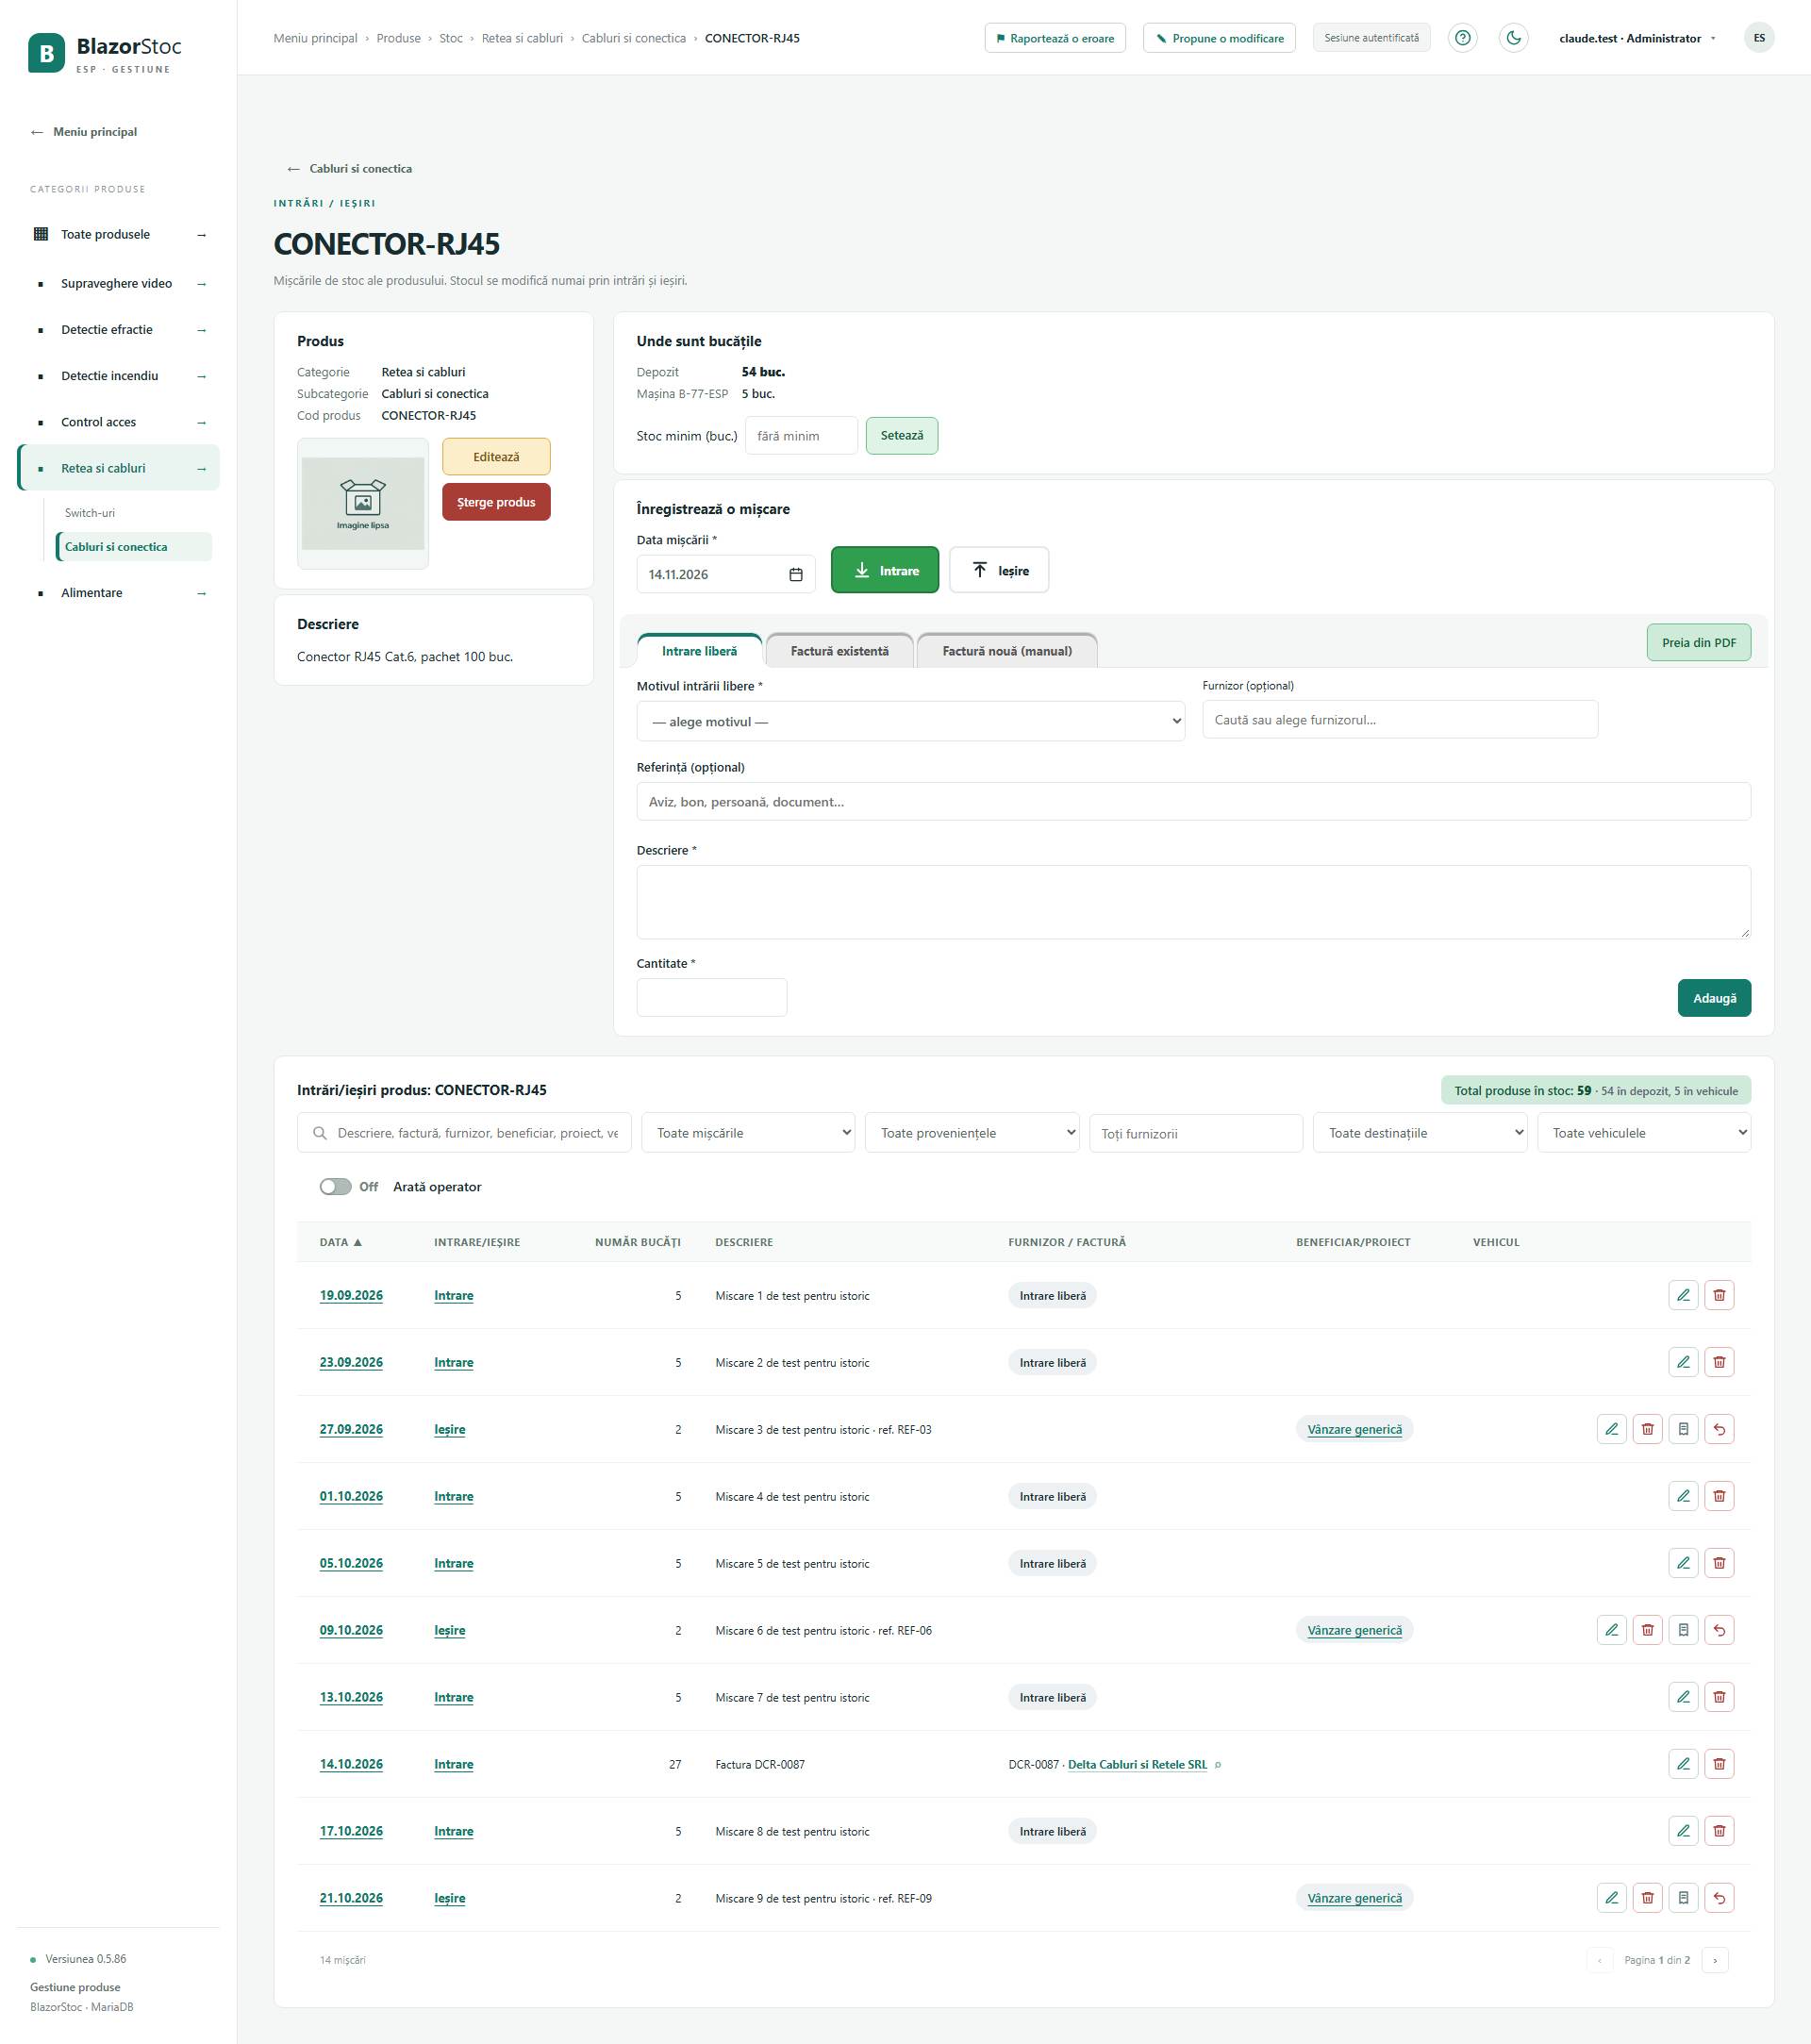 B BlazorStoc
ESP · GESTIUNE
← Meniu principal
CATEGORII PRODUSE
Toate produsele →
Supraveghere video →
Detectie efractie →
Detectie incendiu →
Control acces →
Retea si cabluri →
Switch-uri
Cabluri si conectica
Alimentare →
Versiunea 0.5.86
Gestiune produse
BlazorStoc · MariaDB
Meniu principal › Produse › Stoc › Retea si cabluri › Cabluri si conectica › CONECTOR-RJ45
Raportează o eroare
Propune o modificare
Sesiune autentificată
claude.test · Administrator
ES
← Cabluri si conectica
INTRĂRI / IEȘIRI
CONECTOR-RJ45
Mișcările de stoc ale produsului. Stocul se modifică numai prin intrări și ieșiri.
Produs
Categorie Retea si cabluri
Subcategorie Cabluri si conectica
Cod produs CONECTOR-RJ45
Imagine lipsa
Editează
Șterge produs
Descriere
Conector RJ45 Cat.6, pachet 100 buc.
Unde sunt bucățile
Depozit 54 buc.
Mașina B-77-ESP 5 buc.
Stoc minim (buc.) fără minim Setează
Înregistrează o mișcare
Data mișcării *
14.11.2026
Intrare
Ieșire
Intrare liberă
Factură existentă
Factură nouă (manual)
Preia din PDF
Motivul intrării libere *
— alege motivul —
Furnizor (opțional)
Caută sau alege furnizorul...
Referință (opțional)
Aviz, bon, persoană, document...
Descriere *
Cantitate *
Adaugă
Intrări/ieșiri produs: CONECTOR-RJ45
Total produse în stoc: 59 · 54 în depozit, 5 în vehicule
Descriere, factură, furnizor, beneficiar, proiect, ve
Toate mișcările
Toate proveniențele
Toți furnizorii
Toate destinațiile
Toate vehiculele
Off Arată operator
DATA ▲ INTRARE/IEȘIRE NUMĂR BUCĂȚI DESCRIERE FURNIZOR / FACTURĂ BENEFICIAR/PROIECT VEHICUL
19.09.2026 Intrare 5 Miscare 1 de test pentru istoric Intrare liberă
23.09.2026 Intrare 5 Miscare 2 de test pentru istoric Intrare liberă
27.09.2026 Ieșire 2 Miscare 3 de test pentru istoric · ref. REF-03 Vânzare generică
01.10.2026 Intrare 5 Miscare 4 de test pentru istoric Intrare liberă
05.10.2026 Intrare 5 Miscare 5 de test pentru istoric Intrare liberă
09.10.2026 Ieșire 2 Miscare 6 de test pentru istoric · ref. REF-06 Vânzare generică
13.10.2026 Intrare 5 Miscare 7 de test pentru istoric Intrare liberă
14.10.2026 Intrare 27 Factura DCR-0087 DCR-0087 · Delta Cabluri si Retele SRL
17.10.2026 Intrare 5 Miscare 8 de test pentru istoric Intrare liberă
21.10.2026 Ieșire 2 Miscare 9 de test pentru istoric · ref. REF-09 Vânzare generică
14 mișcări
‹ Pagina 1 din 2 ›